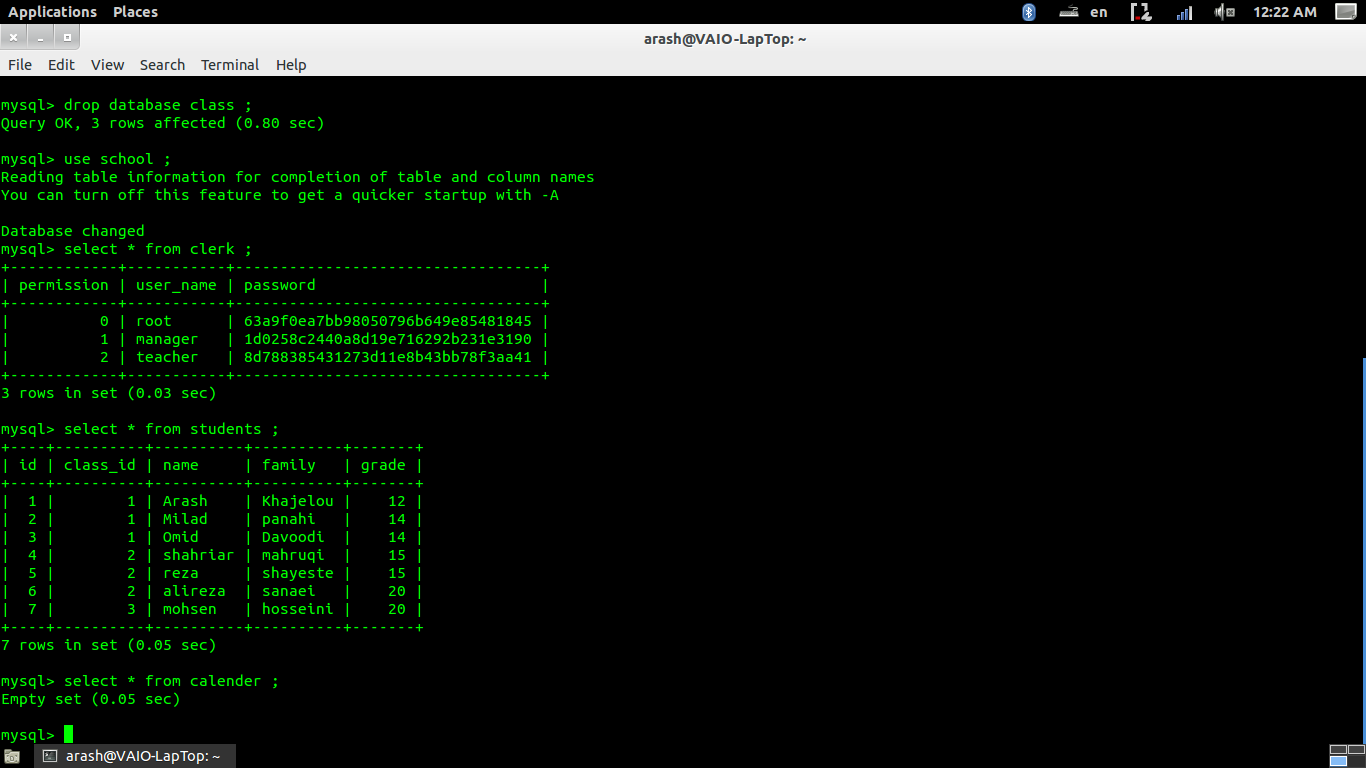 Applications Places en 12:22 AM
arash@VAIO-LapTop: ~
File Edit View Search Terminal Help
mysql> drop database class ;
Query OK, 3 rows affected (0.80 sec)
mysql> use school ;
Reading table information for completion of table and column names
You can turn off this feature to get a quicker startup with -A
Database changed
mysql> select * from clerk ;
+------------+-----------+----------------------------------+
| permission | user_name | password                         |
+------------+-----------+----------------------------------+
|          0 | root      | 63a9f0ea7bb98050796b649e85481845 |
|          1 | manager   | 1d0258c2440a8d19e716292b231e3190 |
|          2 | teacher   | 8d788385431273d11e8b43bb78f3aa41 |
+------------+-----------+----------------------------------+
3 rows in set (0.03 sec)
mysql> select * from students ;
+----+----------+----------+----------+-------+
| id | class_id | name     | family   | grade |
+----+----------+----------+----------+-------+
|  1 |        1 | Arash    | Khajelou |    12 |
|  2 |        1 | Milad    | panahi   |    14 |
|  3 |        1 | Omid     | Davoodi  |    14 |
|  4 |        2 | shahriar | mahruqi  |    15 |
|  5 |        2 | reza     | shayeste |    15 |
|  6 |        2 | alireza  | sanaei   |    20 |
|  7 |        3 | mohsen   | hosseini |    20 |
+----+----------+----------+----------+-------+
7 rows in set (0.05 sec)
mysql> select * from calender ;
Empty set (0.05 sec)
mysql>
arash@VAIO-LapTop: ~